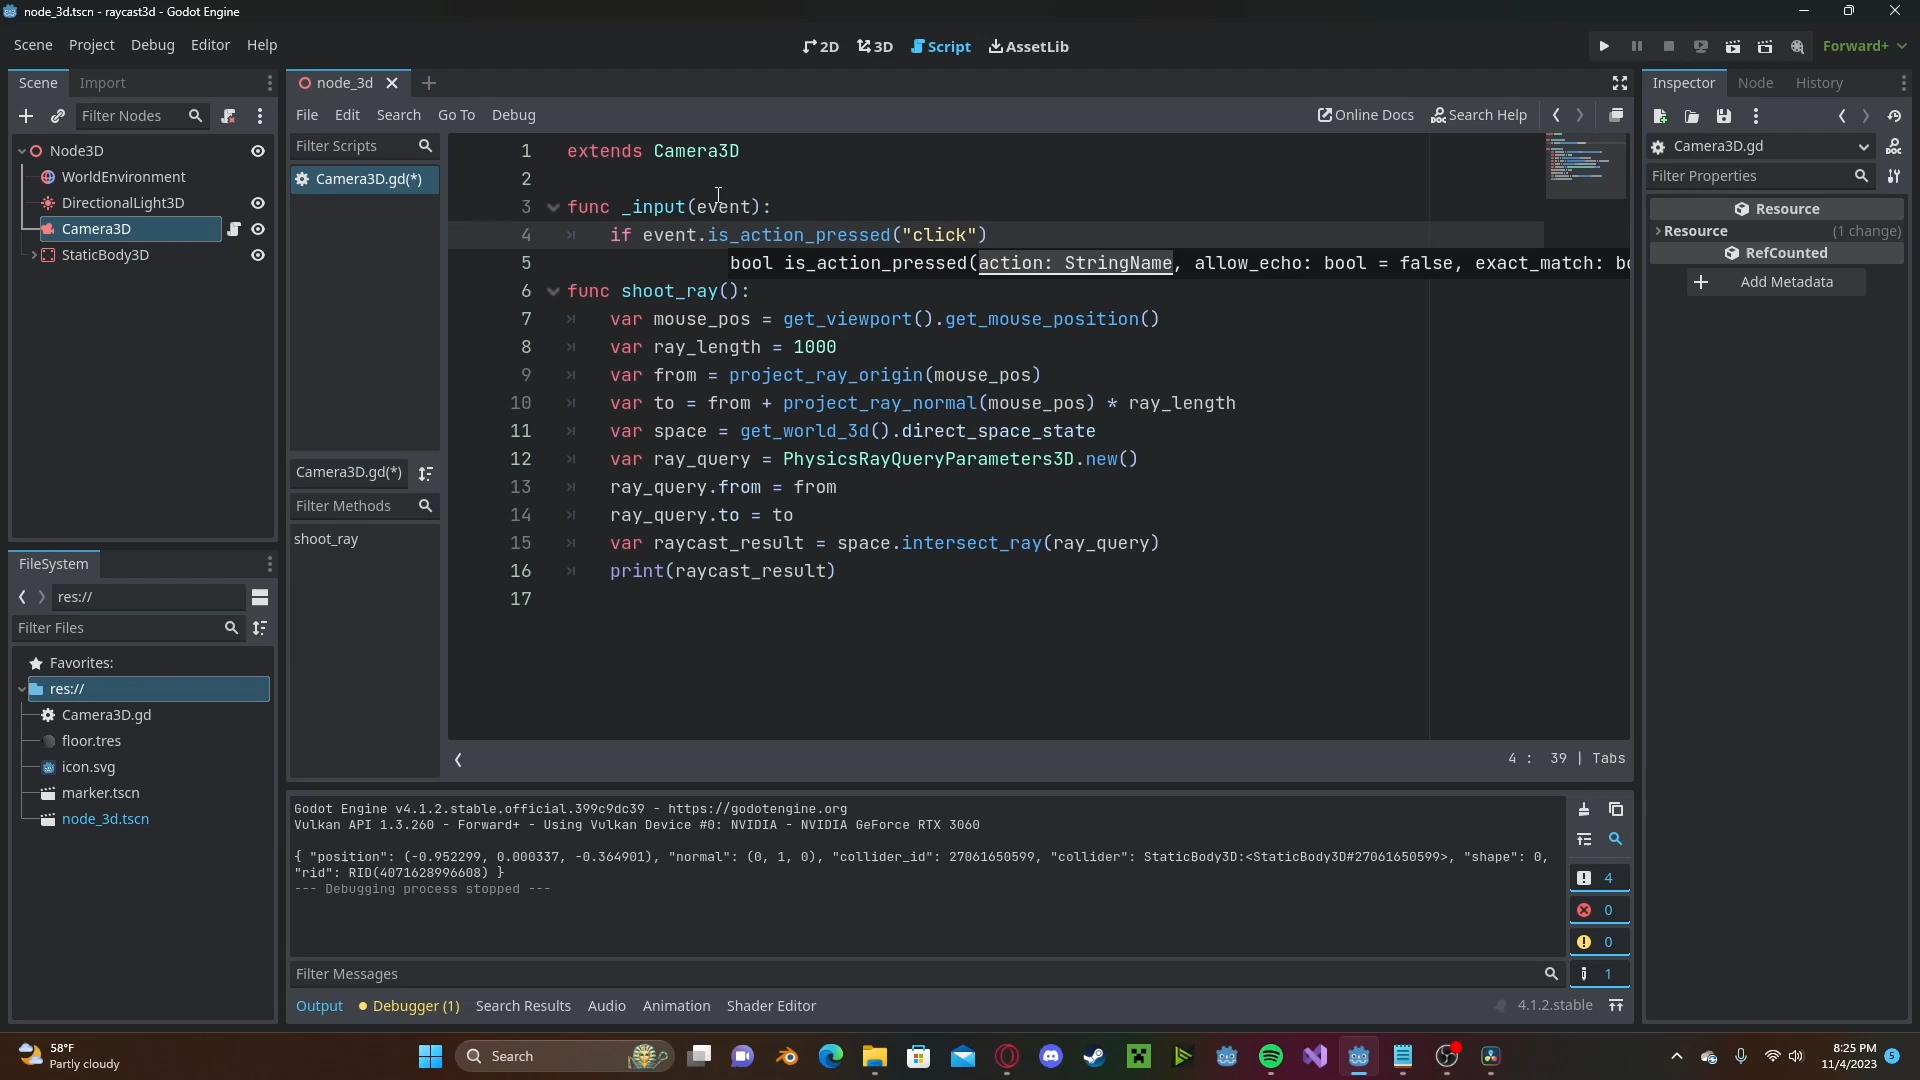 node_3d.tscn - raycast3d - Godot Engine
Scene Project Debug Editor Help
2D 3D Script AssetLib
Forward+
Scene Import
node_3d
Inspector Node History
Filter Nodes
File Edit Search Go To Debug
Online Docs Search Help
Filter Scripts
Camera3D.gd
Filter Properties
Node3D
WorldEnvironment
DirectionalLight3D
Camera3D
StaticBody3D
Camera3D.gd(*)
1 extends Camera3D
2
3 func _input(event):
4 if event.is_action_pressed("click")
5 bool is_action_pressed(action: StringName, allow_echo: bool = false, exact_match: bo
6 func shoot_ray():
7 var mouse_pos = get_viewport().get_mouse_position()
8 var ray_length = 1000
9 var from = project_ray_origin(mouse_pos)
10 var to = from + project_ray_normal(mouse_pos) * ray_length
11 var space = get_world_3d().direct_space_state
12 var ray_query = PhysicsRayQueryParameters3D.new()
13 ray_query.from = from
14 ray_query.to = to
15 var raycast_result = space.intersect_ray(ray_query)
16 print(raycast_result)
17
Resource
Resource (1 change)
RefCounted
Add Metadata
Camera3D.gd(*)
Filter Methods
shoot_ray
4 : 39 | Tabs
FileSystem
res://
Filter Files
Favorites:
res://
Camera3D.gd
floor.tres
icon.svg
marker.tscn
node_3d.tscn
Godot Engine v4.1.2.stable.official.399c9dc39 - https://godotengine.org
Vulkan API 1.3.260 - Forward+ - Using Vulkan Device #0: NVIDIA - NVIDIA GeForce RTX 3060
{ "position": (-0.952299, 0.000337, -0.364901), "normal": (0, 1, 0), "collider_id": 27061650599, "collider": StaticBody3D:<StaticBody3D#27061650599>, "shape": 0,
"rid": RID(4071628996608) }
--- Debugging process stopped ---
4
0
0
1
Filter Messages
Output Debugger (1) Search Results Audio Animation Shader Editor
4.1.2.stable
58°F
Partly cloudy
Search
8:25 PM
11/4/2023
5